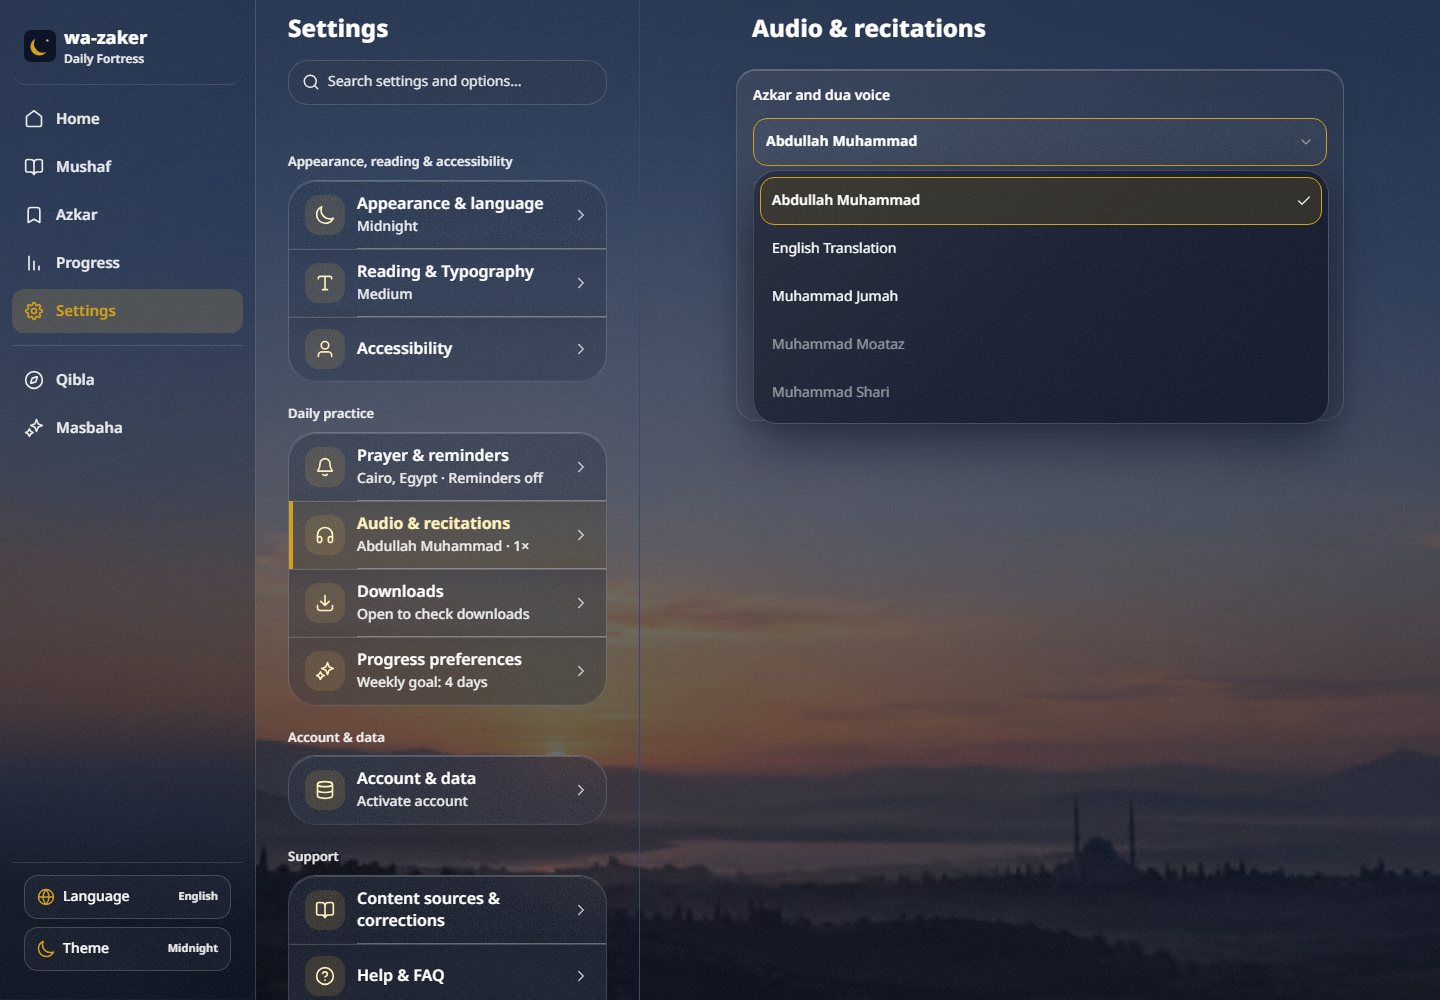 wa-zaker
Daily Fortress
Home
Mushaf
Azkar
Progress
Settings
Qibla
Masbaha
Language English
Theme Midnight
Settings
Search settings and options...
Appearance, reading & accessibility
Appearance & language
Midnight
Reading & Typography
Medium
Accessibility
Daily practice
Prayer & reminders
Cairo, Egypt · Reminders off
Audio & recitations
Abdullah Muhammad · 1×
Downloads
Open to check downloads
Progress preferences
Weekly goal: 4 days
Account & data
Account & data
Activate account
Support
Content sources &
corrections
Help & FAQ
Audio & recitations
Azkar and dua voice
Abdullah Muhammad
Abdullah Muhammad
English Translation
Muhammad Jumah
Muhammad Moataz
Muhammad Shari